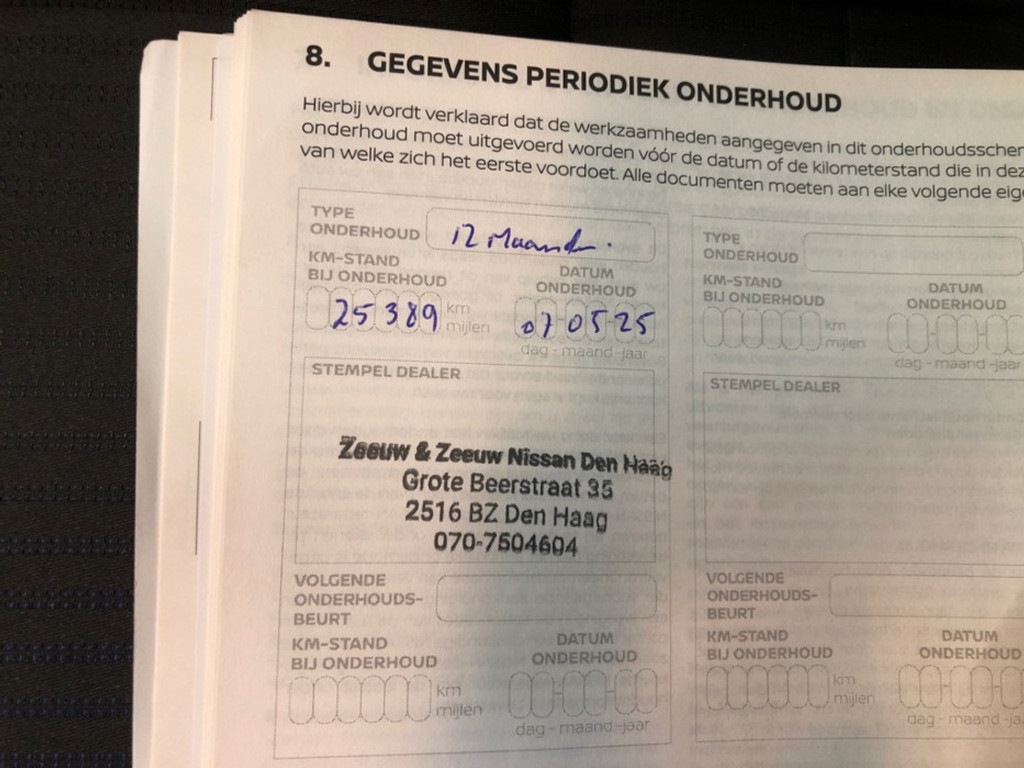 8. GEGEVENS PERIODIEK ONDERHOUD
Hierbij wordt verklaard dat de werkzaamheden aangegeven in dit onderhoudsschem
onderhoud moet uitgevoerd worden vóór de datum of de kilometerstand die in dez
van welke zich het eerste voordoet. Alle documenten moeten aan elke volgende eige
TYPE
ONDERHOUD
12 Maanden.
KM-STAND
BIJ ONDERHOUD
DATUM
ONDERHOUD
25389
km
mijlen
07 05 25
dag - maand - jaar
STEMPEL DEALER
Zeeuw & Zeeuw Nissan Den Haag
Grote Beerstraat 35
2516 BZ Den Haag
070-7504604
VOLGENDE
ONDERHOUDS-
BEURT
KM-STAND
BIJ ONDERHOUD
DATUM
ONDERHOUD
km
mijlen
dag - maand - jaar
TYPE
ONDERHOUD
KM-STAND
BIJ ONDERHOUD
DATUM
ONDERHOUD
km
mijlen
dag - maand - jaar
STEMPEL DEALER
VOLGENDE
ONDERHOUDS-
BEURT
KM-STAND
BIJ ONDERHOUD
DATUM
ONDERHOUD
km
mijlen
dag - maand - jaa